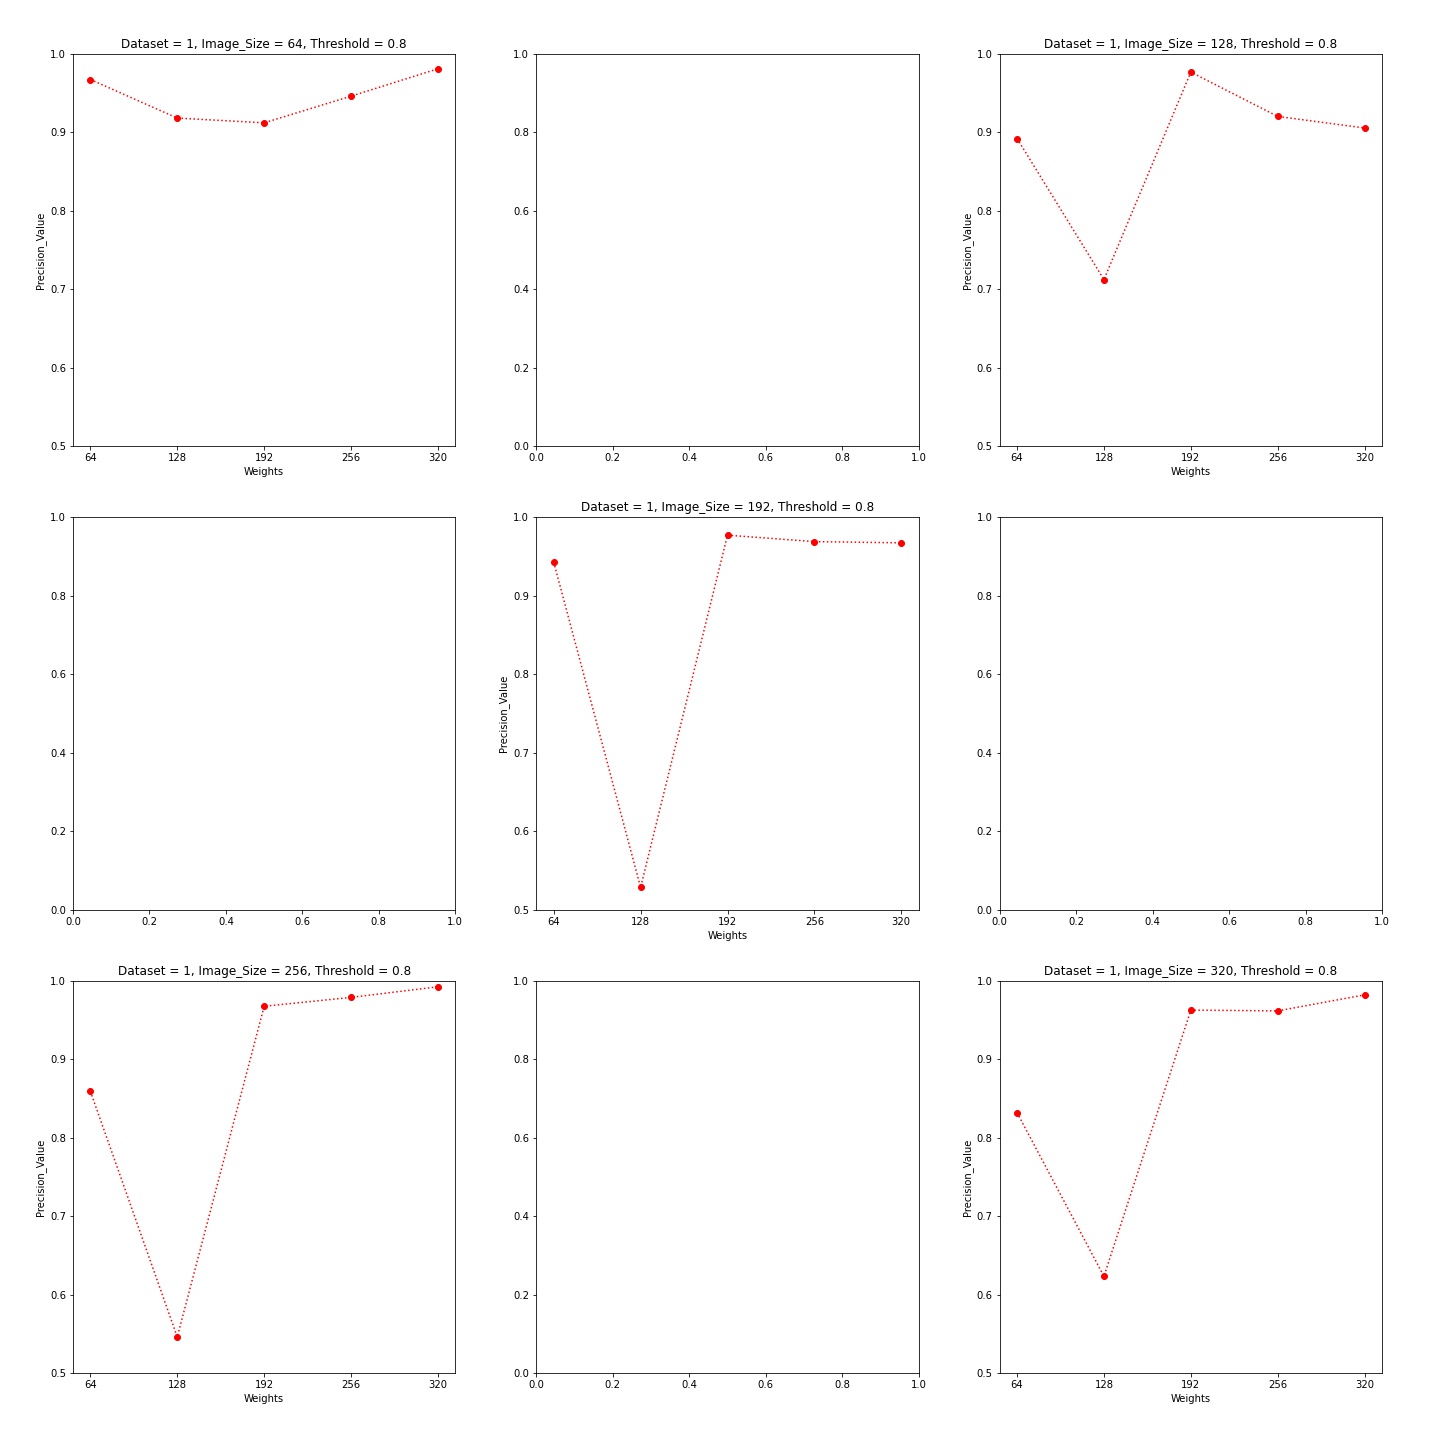 Dataset = 1, Image_Size = 64, Threshold = 0.8
1.0
0.9
0.8
0.7
0.6
0.5
Precision_Value
64 128 192 256 320
Weights
1.0
0.8
0.6
0.4
0.2
0.0
0.0 0.2 0.4 0.6 0.8 1.0
Dataset = 1, Image_Size = 128, Threshold = 0.8
1.0
0.9
0.8
0.7
0.6
0.5
Precision_Value
64 128 192 256 320
Weights
1.0
0.8
0.6
0.4
0.2
0.0
0.0 0.2 0.4 0.6 0.8 1.0
Dataset = 1, Image_Size = 192, Threshold = 0.8
1.0
0.9
0.8
0.7
0.6
0.5
Precision_Value
64 128 192 256 320
Weights
1.0
0.8
0.6
0.4
0.2
0.0
0.0 0.2 0.4 0.6 0.8 1.0
Dataset = 1, Image_Size = 256, Threshold = 0.8
1.0
0.9
0.8
0.7
0.6
0.5
Precision_Value
64 128 192 256 320
Weights
1.0
0.8
0.6
0.4
0.2
0.0
0.0 0.2 0.4 0.6 0.8 1.0
Dataset = 1, Image_Size = 320, Threshold = 0.8
1.0
0.9
0.8
0.7
0.6
0.5
Precision_Value
64 128 192 256 320
Weights